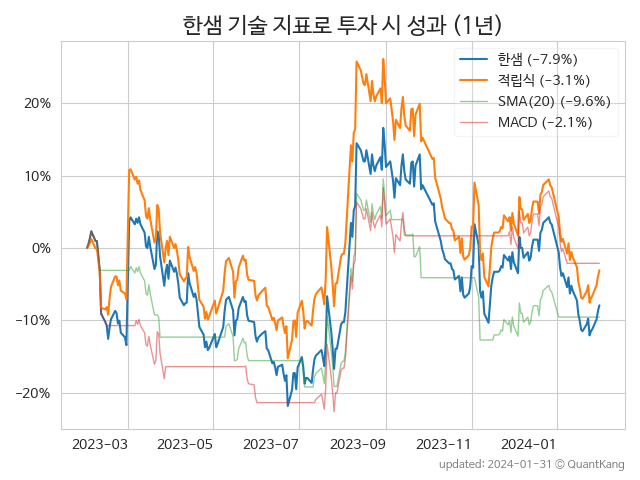 한샘 기술 지표로 투자 시 성과 (1년)
한샘 (−7.9%)
적립식 (−3.1%)
SMA(20) (−9.6%)
MACD (−2.1%)
20%
10%
0%
−10%
−20%
2023-03 2023-05 2023-07 2023-09 2023-11 2024-01
updated: 2024-01-31 © QuantKang